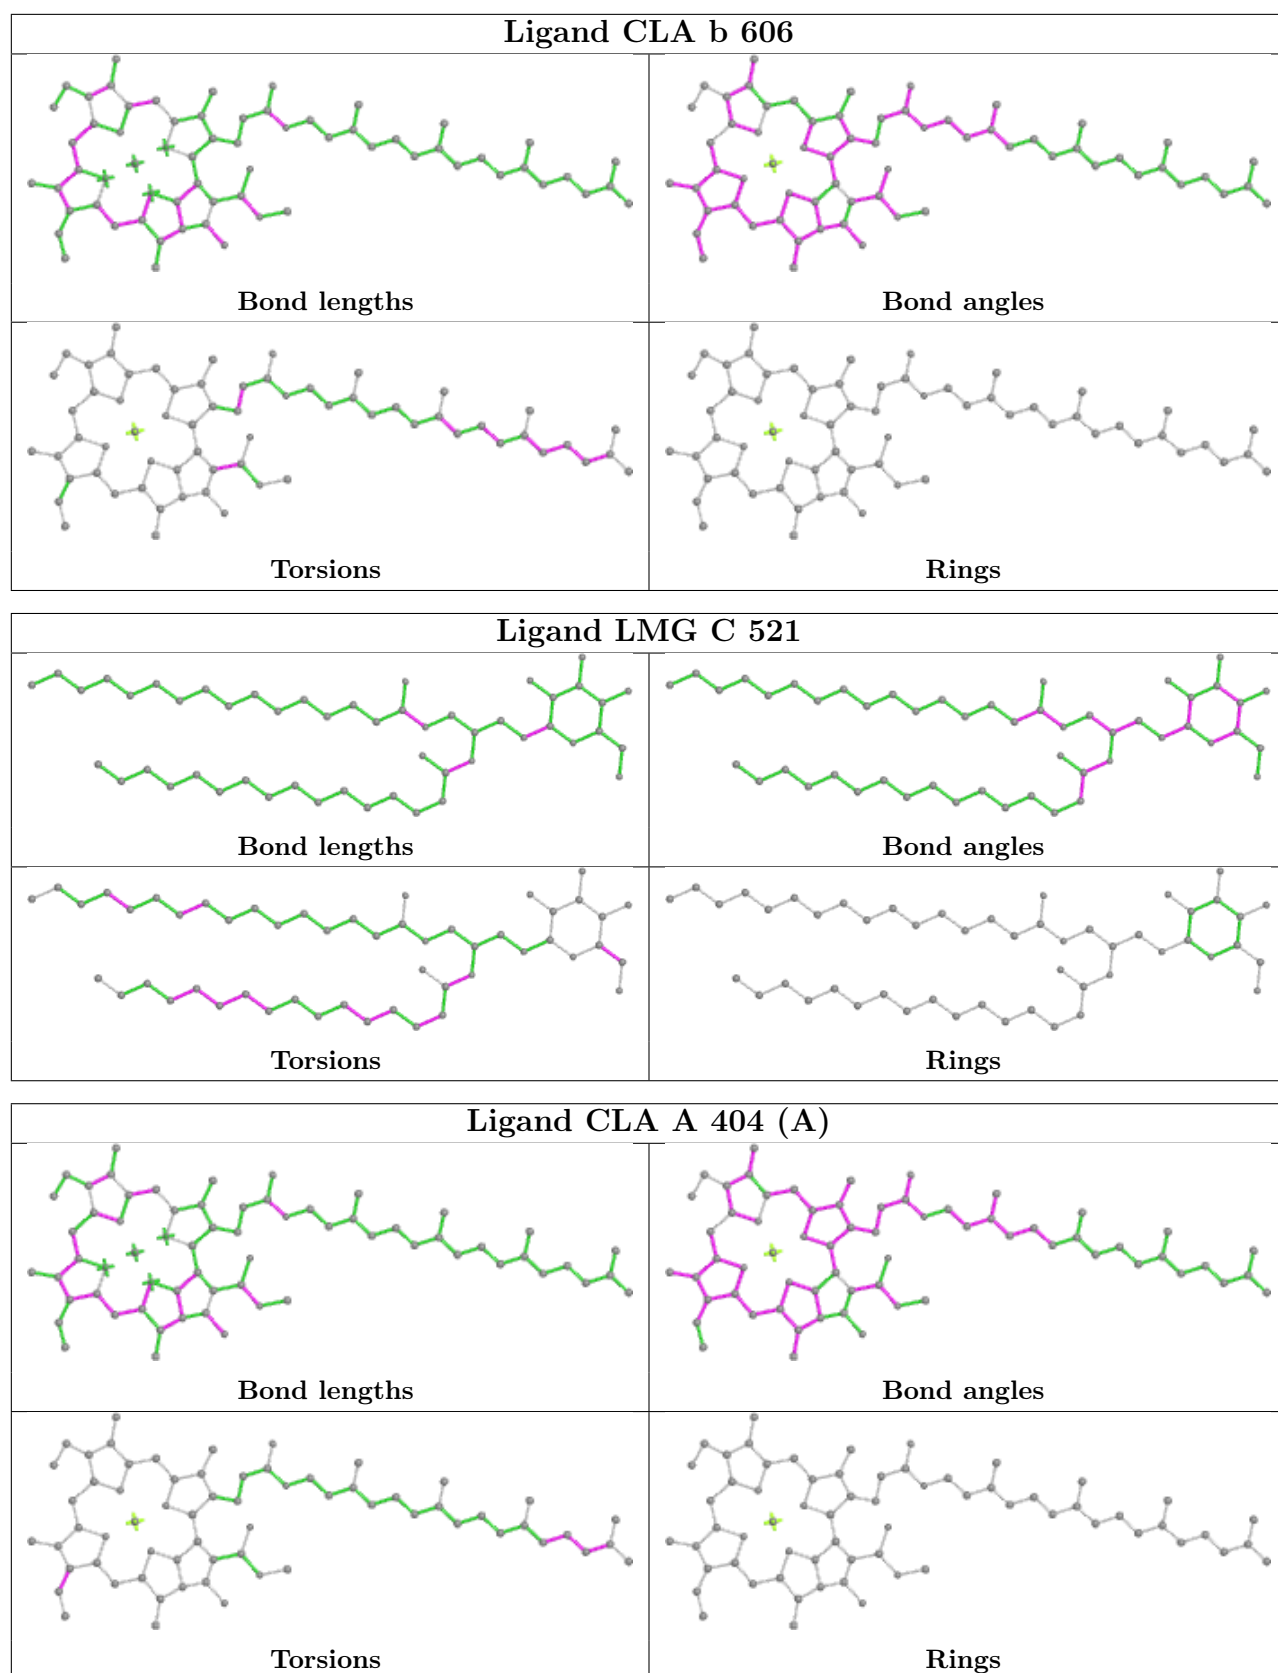 Ligand CLA b 606
Bond lengths
Bond angles
Torsions
Rings
Ligand LMG C 521
Bond lengths
Bond angles
Torsions
Rings
Ligand CLA A 404 (A)
Bond lengths
Bond angles
Torsions
Rings